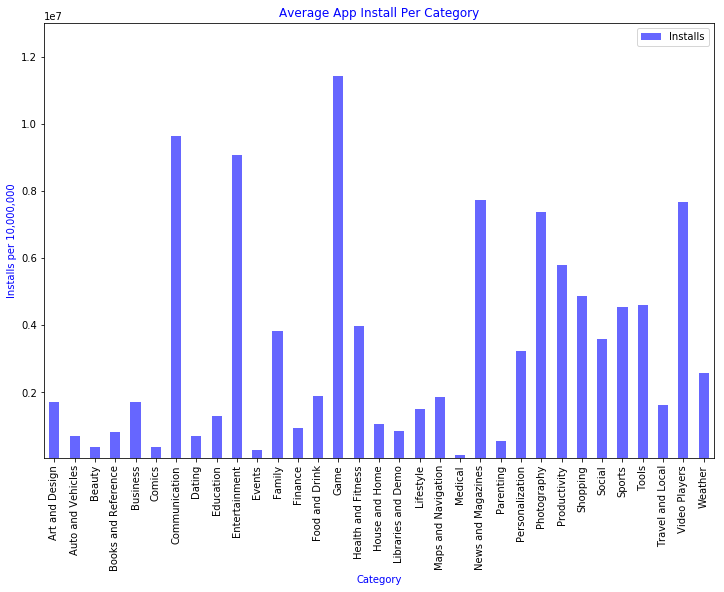 Average App Install Per Category
1e7
Installs
1.2
1.0
0.8
0.6
0.4
0.2
Installs per 10,000,000
Art and Design
Auto and Vehicles
Beauty
Books and Reference
Business
Comics
Communication
Dating
Education
Entertainment
Events
Family
Finance
Food and Drink
Game
Health and Fitness
House and Home
Libraries and Demo
Lifestyle
Maps and Navigation
Medical
News and Magazines
Parenting
Personalization
Photography
Productivity
Shopping
Social
Sports
Tools
Travel and Local
Video Players
Weather
Category